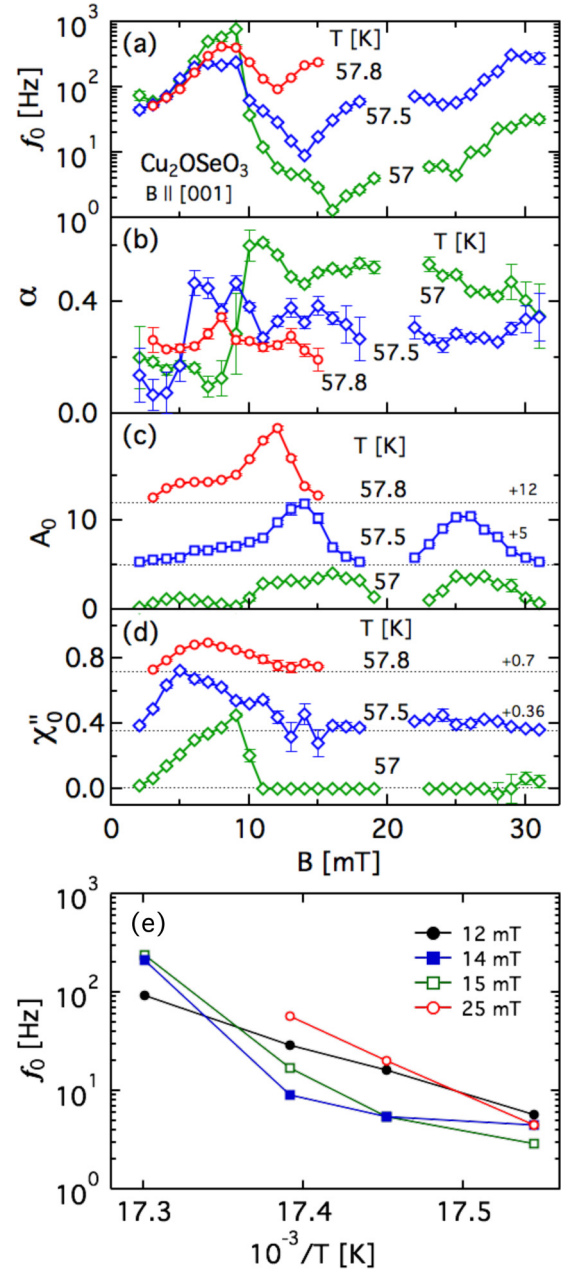 (a)
T [K]
57.8
57.5
57
Cu₂OSeO₃
B || [001]
f₀ [Hz]
10³
10²
10¹
10⁰
(b)
T [K]
57
57.5
57.8
α
0.4
0.0
(c)
T [K]
57.8
+12
57.5
+5
57
A₀
10
0
(d)
T [K]
57.8
+0.7
57.5
+0.36
57
χ₀''
0.8
0.4
0.0
0 10 20 30
B [mT]
(e)
12 mT
14 mT
15 mT
25 mT
f₀ [Hz]
10³
10²
10¹
10⁰
17.3 17.4 17.5
10⁻³/T [K]